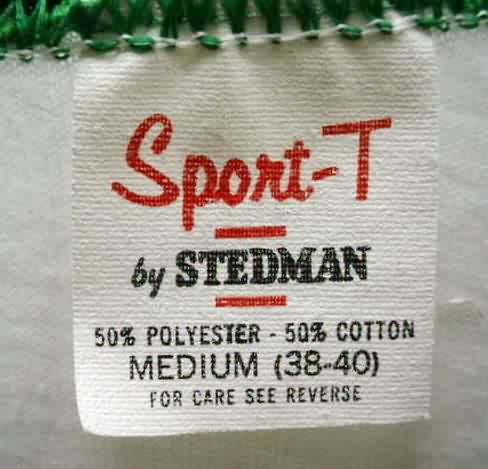 Sport-T
by STEDMAN
50% POLYESTER - 50% COTTON
MEDIUM (38-40)
FOR CARE SEE REVERSE